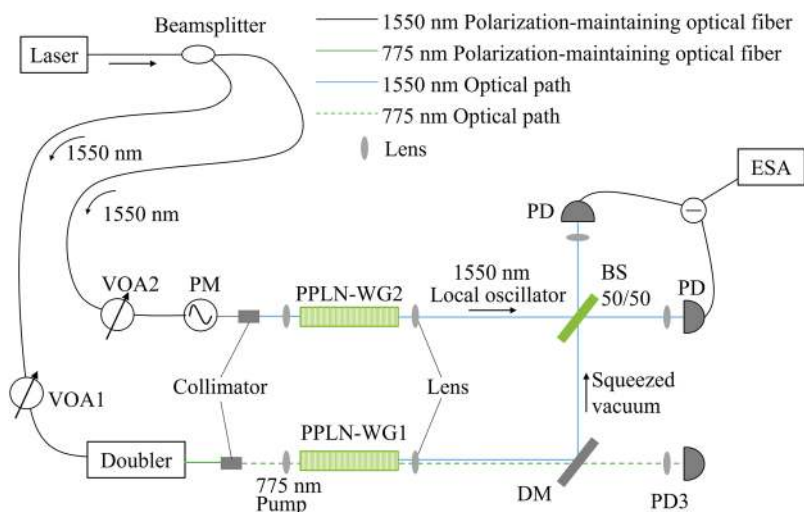 Laser
Beamsplitter
1550 nm Polarization-maintaining optical fiber
775 nm Polarization-maintaining optical fiber
1550 nm Optical path
775 nm Optical path
Lens
1550 nm
1550 nm
ESA
PD
VOA2
PM
PPLN-WG2
1550 nm
Local oscillator
BS
50/50
PD
Collimator
Lens
Squeezed
vacuum
VOA1
Doubler
PPLN-WG1
775 nm
Pump
DM
PD3